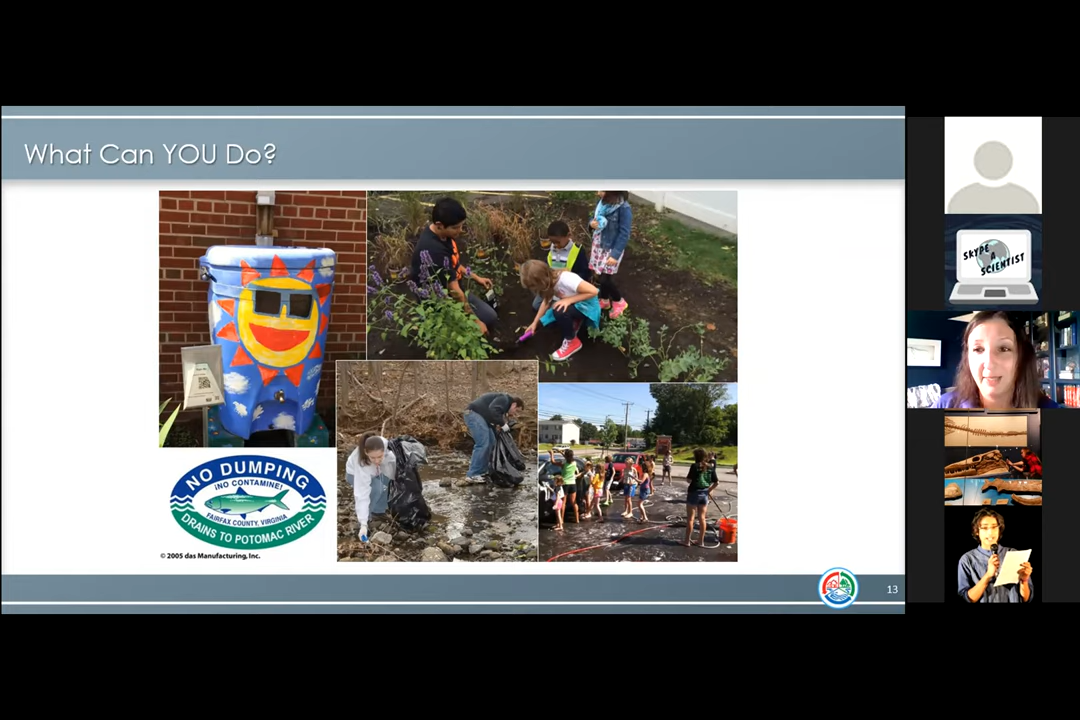 What Can YOU Do?
NO DUMPING
¡NO CONTAMINE!
FAIRFAX COUNTY, VIRGINIA
DRAINS TO POTOMAC RIVER
© 2005 das Manufacturing, Inc.
13
SKYPE
A
SCIENTIST